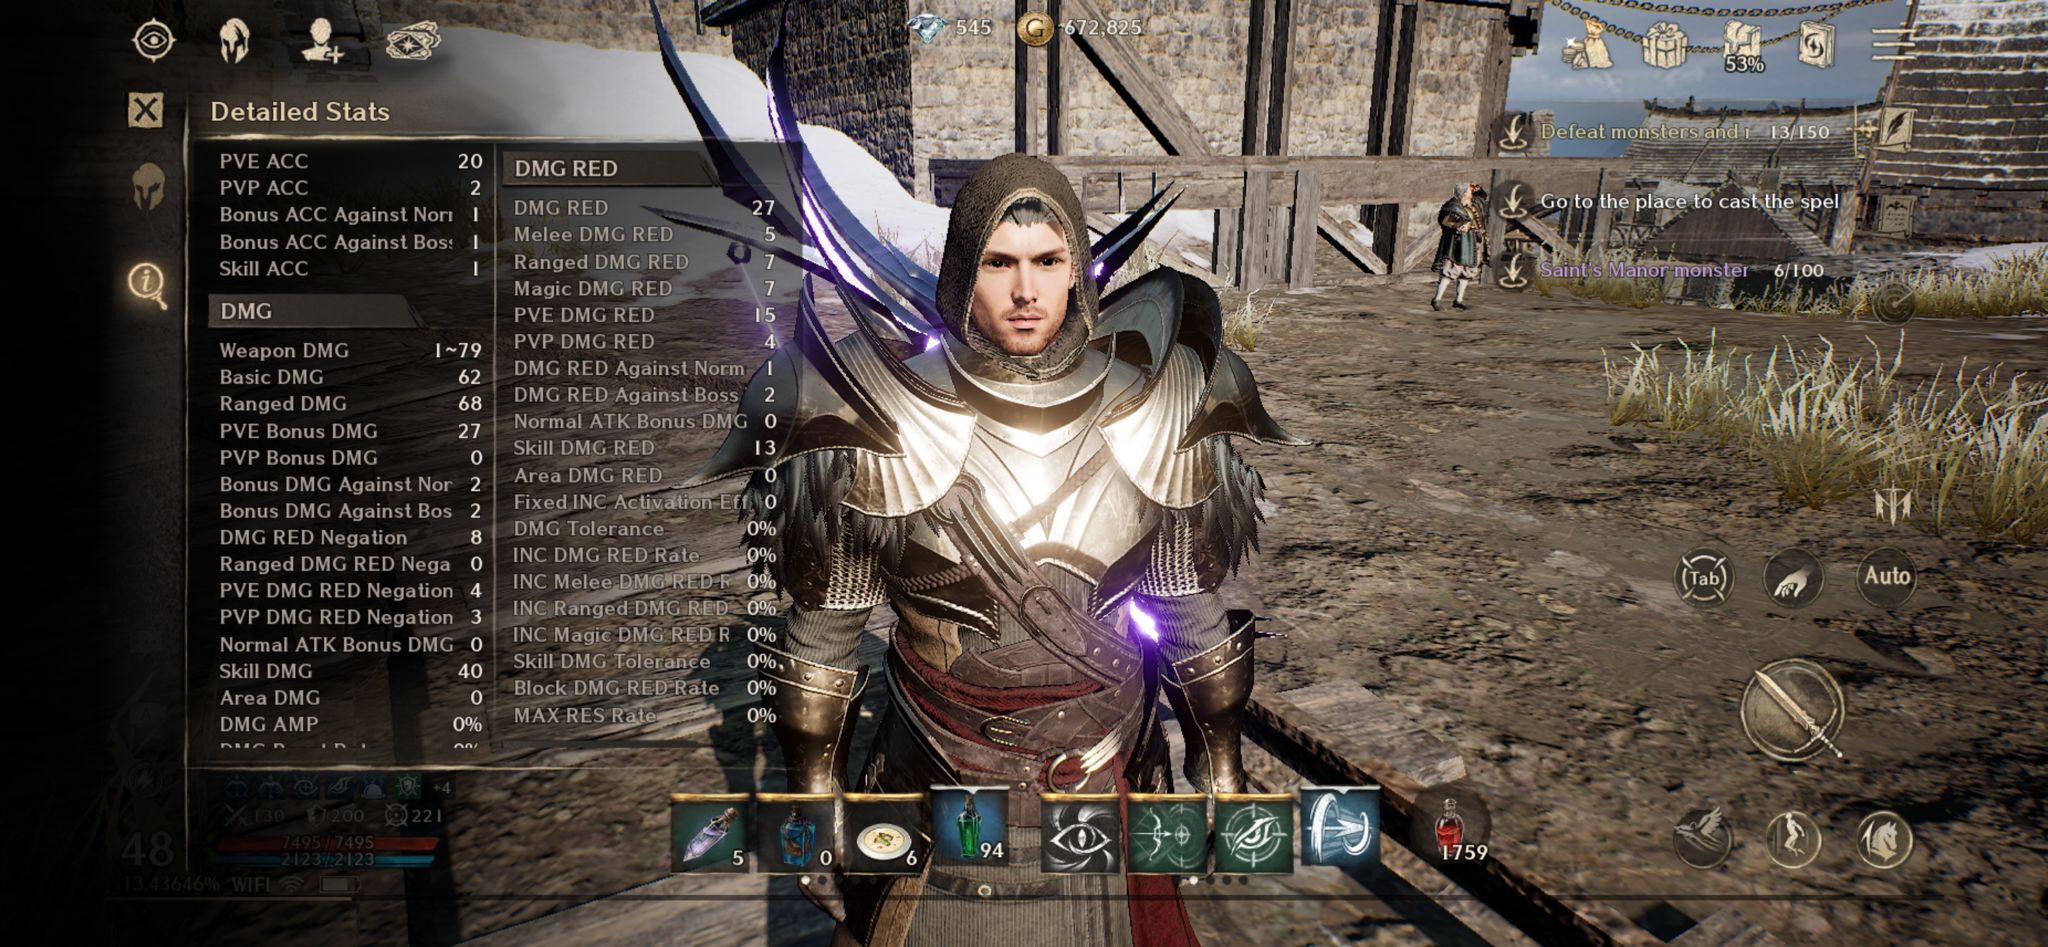 545
672,825
53%
Detailed Stats
PVE ACC 20
PVP ACC 2
Bonus ACC Against Nor 1
Bonus ACC Against Bos 1
Skill ACC 1
DMG
Weapon DMG 1~79
Basic DMG 62
Ranged DMG 68
PVE Bonus DMG 27
PVP Bonus DMG 0
Bonus DMG Against Nor 2
Bonus DMG Against Bos 2
DMG RED Negation 8
Ranged DMG RED Nega 0
PVE DMG RED Negation 4
PVP DMG RED Negation 3
Normal ATK Bonus DMG 0
Skill DMG 40
Area DMG 0
DMG AMP 0%
DMG RED
DMG RED 27
Melee DMG RED 5
Ranged DMG RED 7
Magic DMG RED 7
PVE DMG RED 15
PVP DMG RED 4
DMG RED Against Norm 1
DMG RED Against Boss 2
Normal ATK Bonus DMG 0
Skill DMG RED 13
Area DMG RED 0
Fixed INC Activation Eff 0
DMG Tolerance 0%
INC DMG RED Rate 0%
INC Melee DMG RED R 0%
INC Ranged DMG RED 0%
INC Magic DMG RED R 0%
Skill DMG Tolerance 0%
Block DMG RED Rate 0%
MAX RES Rate 0%
Defeat monsters and 13/150
Go to the place to cast the spel
Saint's Manor monster 6/100
Tab
Auto
+4
130 200 221
48
7495/7495
2123/2123
13.43646% WIFI
5
0
6
94
1759